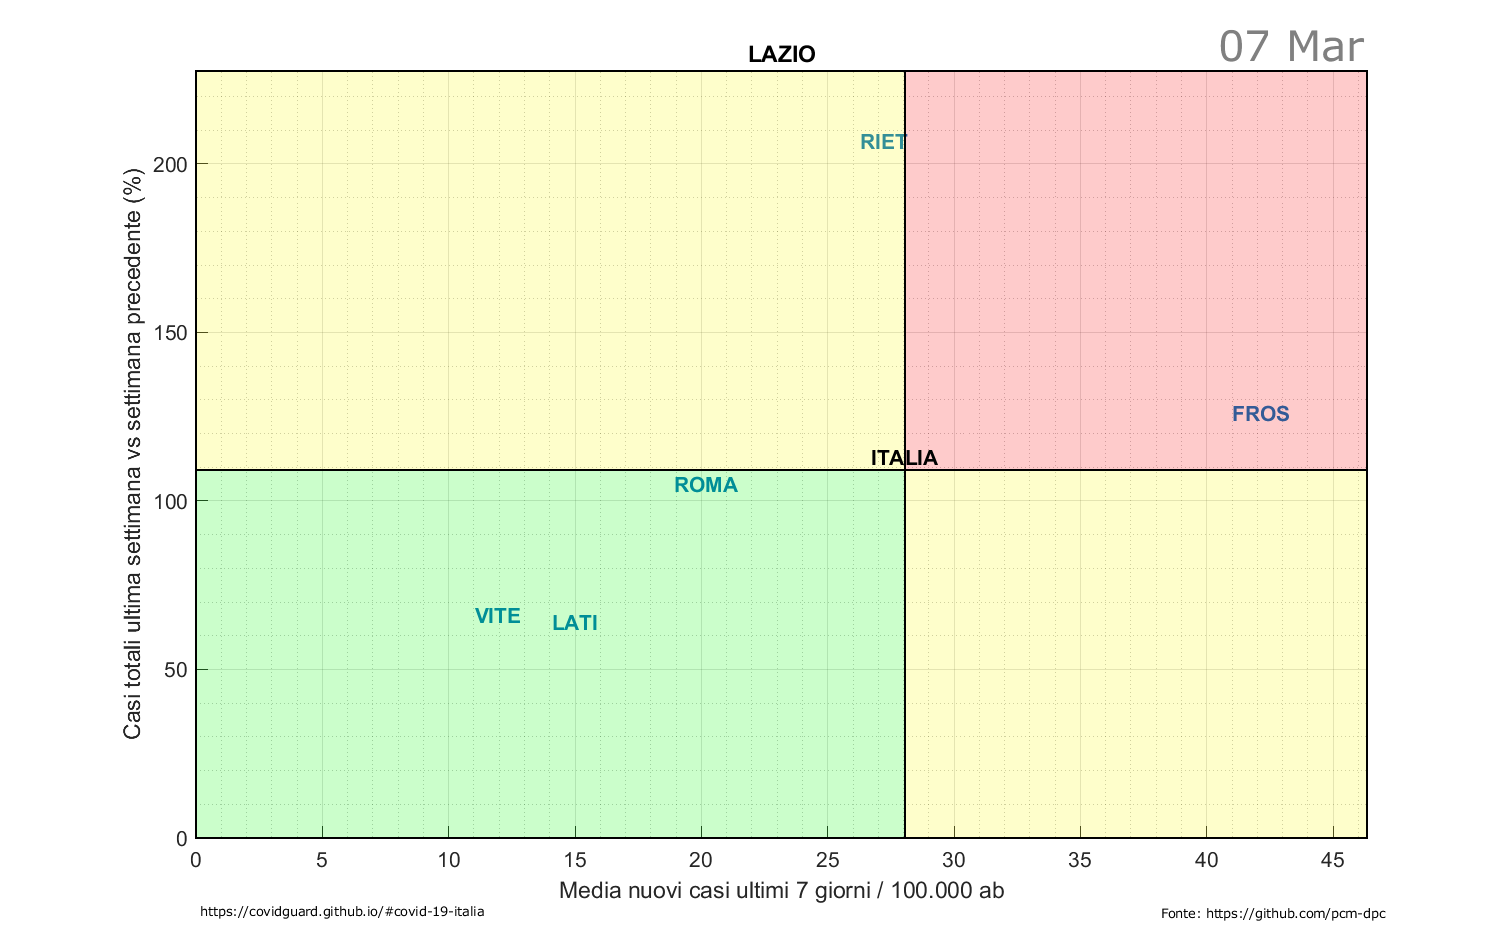 07 Mar
LAZIO
Casi totali ultima settimana vs settimana precedente (%)
200
150
100
50
0
RIET
FROS
ITALIA
ROMA
VITE
LATI
0 5 10 15 20 25 30 35 40 45
Media nuovi casi ultimi 7 giorni / 100.000 ab
https://covidguard.github.io/#covid-19-italia
Fonte: https://github.com/pcm-dpc